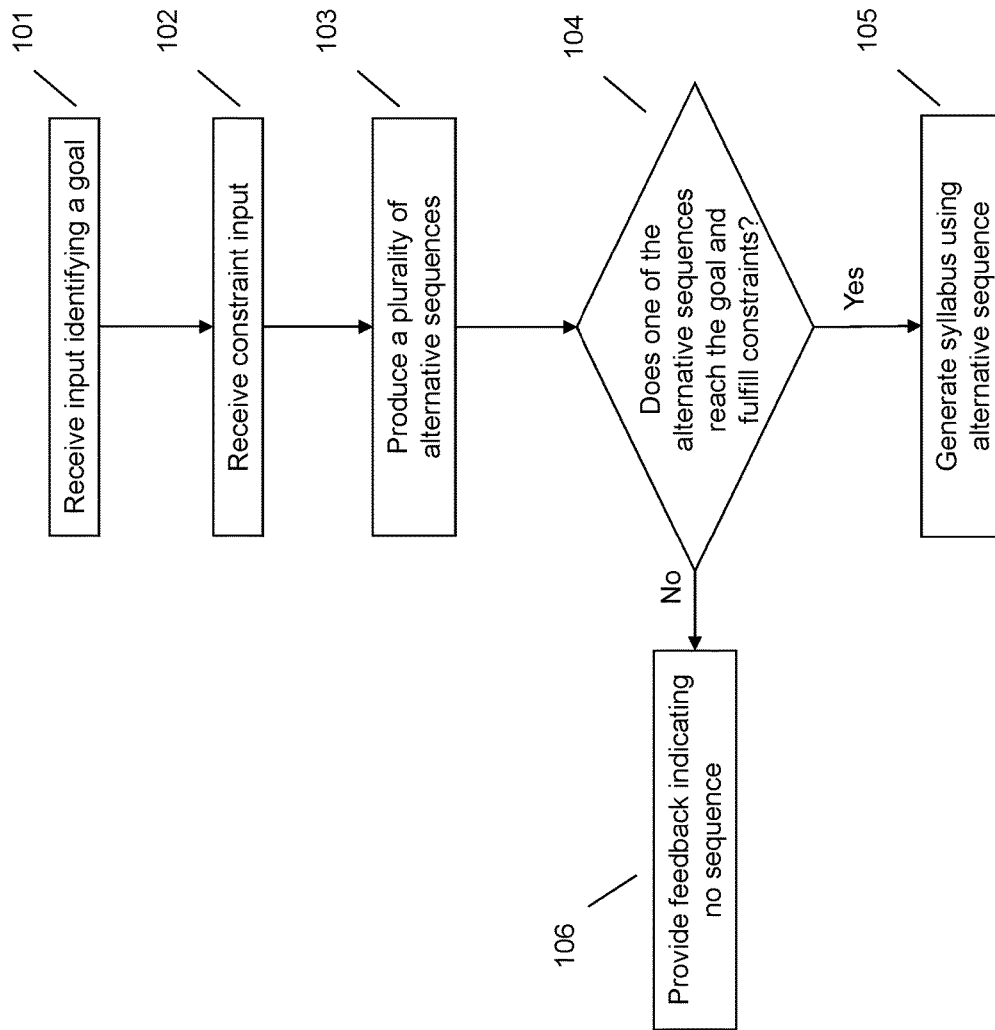 101
Receive input identifying a goal
102
Receive constraint input
103
Produce a plurality of
alternative sequences
104
Does one of the
alternative sequences
reach the goal and
fulfill constraints?
No
Yes
106
Provide feedback indicating
no sequence
105
Generate syllabus using
alternative sequence